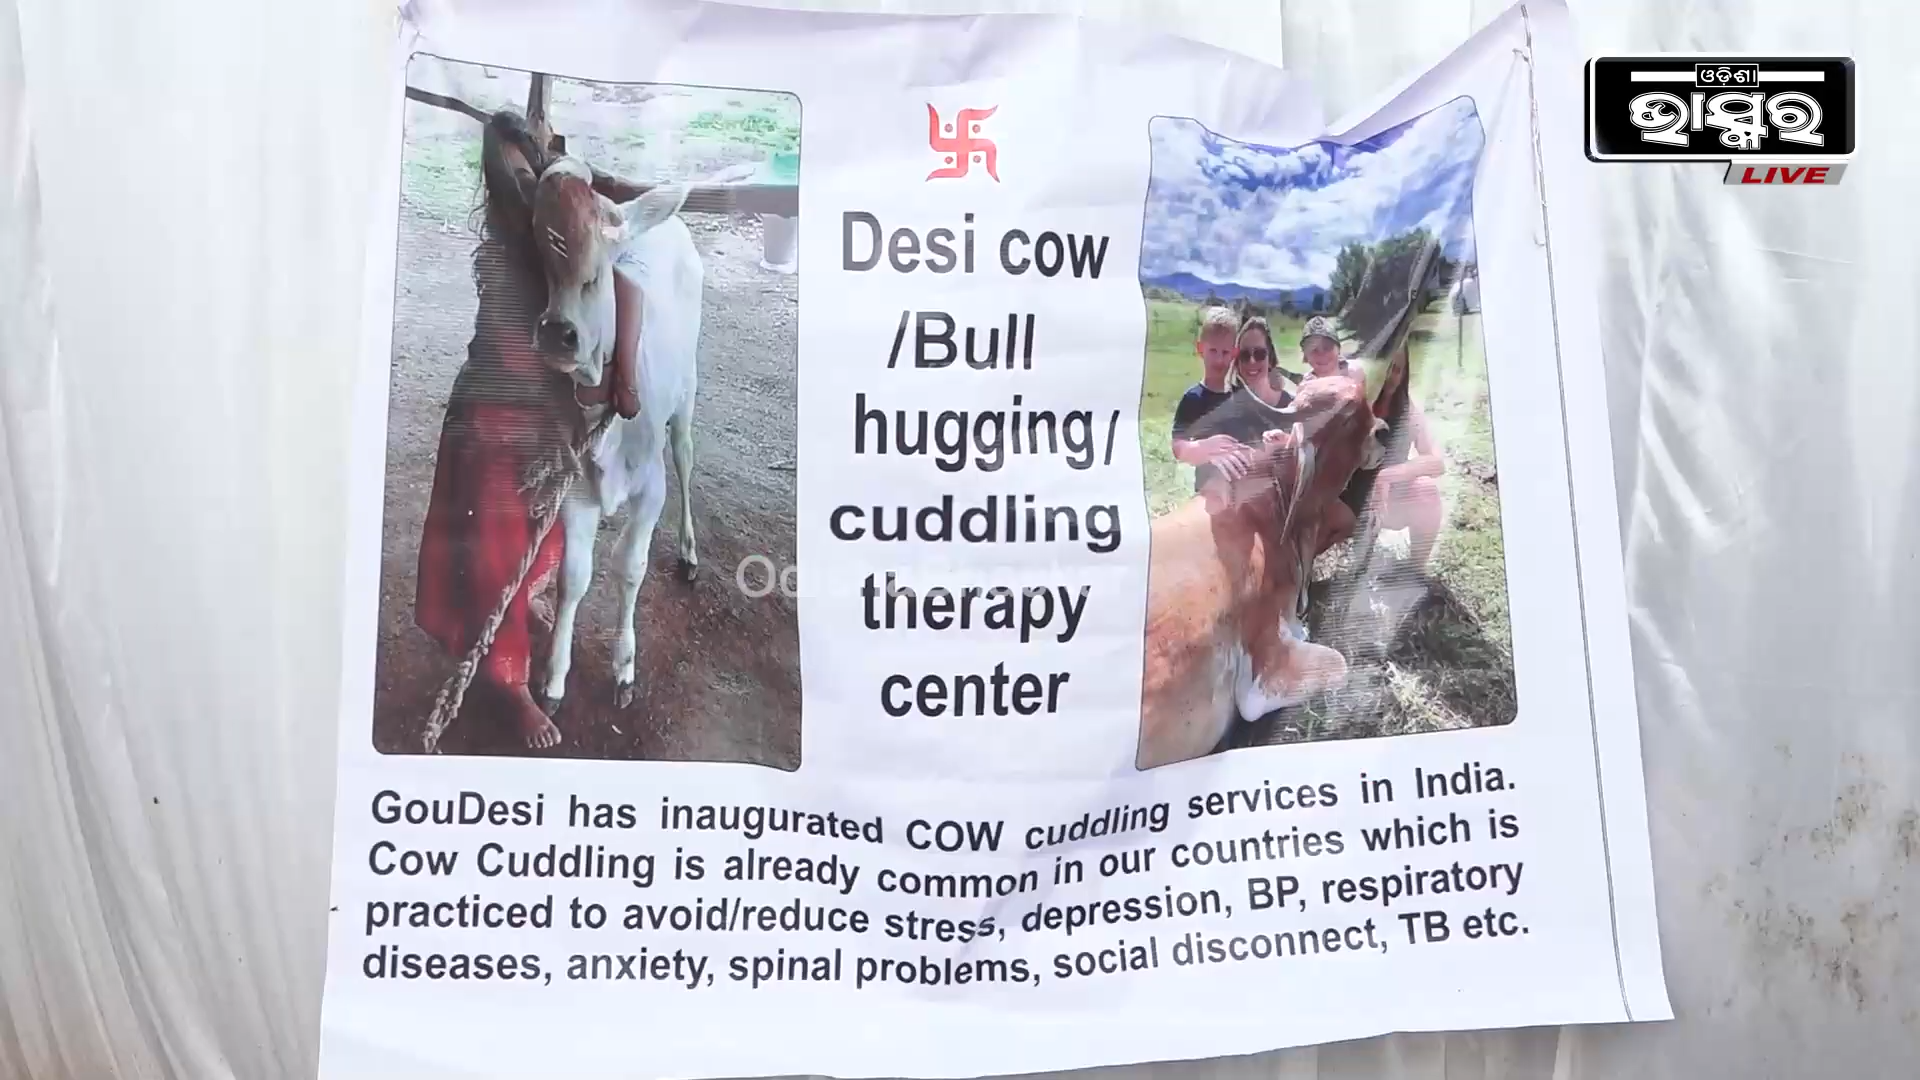 ଓଡ଼ିଶା
ଭାସ୍କର
LIVE
Desi cow
/Bull
hugging/
cuddling
therapy
center
GouDesi has inaugurated COW cuddling services in India.
Cow Cuddling is already common in our countries which is
practiced to avoid/reduce stress, depression, BP, respiratory
diseases, anxiety, spinal problems, social disconnect, TB etc.